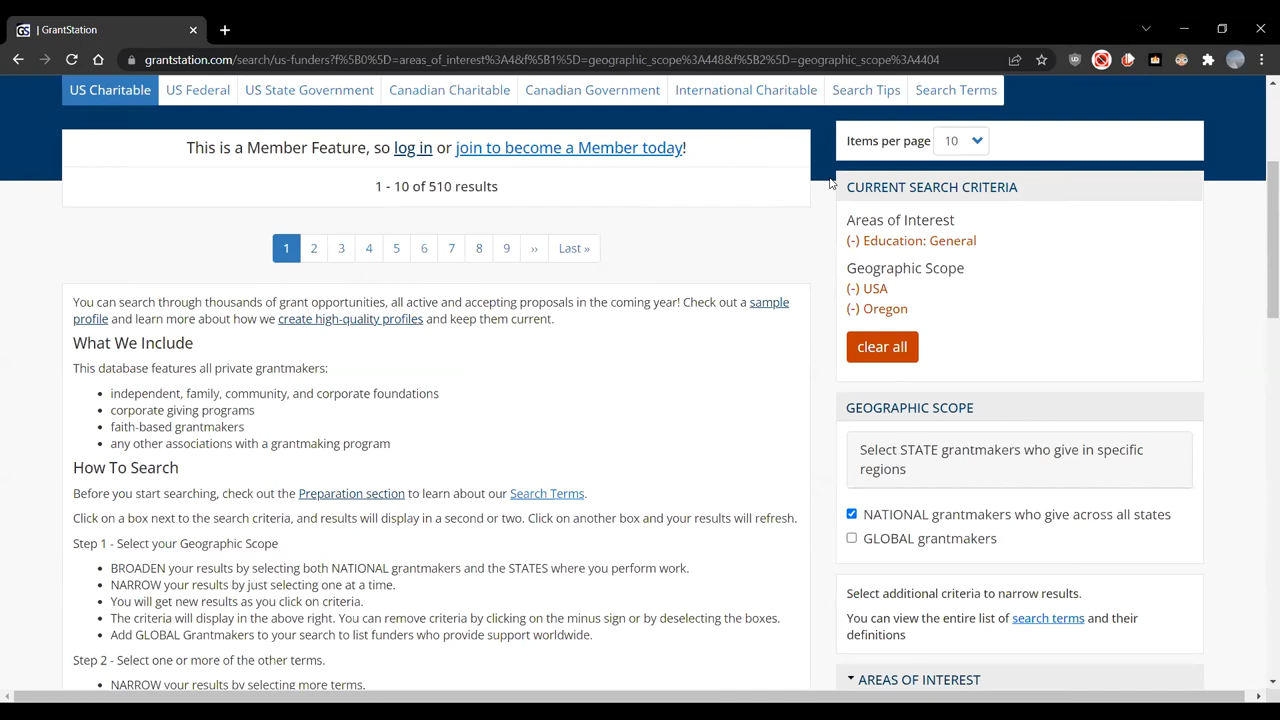 | GrantStation
grantstation.com/search/us-funders?f%5B0%5D=areas_of_interest%3A4&f%5B1%5D=geographic_scope%3A448&f%5B2%5D=geographic_scope%3A4404
US Charitable US Federal US State Government Canadian Charitable Canadian Government International Charitable Search Tips Search Terms
This is a Member Feature, so log in or join to become a Member today!
1 - 10 of 510 results
1 2 3 4 5 6 7 8 9 ›› Last »
You can search through thousands of grant opportunities, all active and accepting proposals in the coming year! Check out a sample
profile and learn more about how we create high-quality profiles and keep them current.
What We Include
This database features all private grantmakers:
• independent, family, community, and corporate foundations
• corporate giving programs
• faith-based grantmakers
• any other associations with a grantmaking program
How To Search
Before you start searching, check out the Preparation section to learn about our Search Terms.
Click on a box next to the search criteria, and results will display in a second or two. Click on another box and your results will refresh.
Step 1 - Select your Geographic Scope
• BROADEN your results by selecting both NATIONAL grantmakers and the STATES where you perform work.
• NARROW your results by just selecting one at a time.
• You will get new results as you click on criteria.
• The criteria will display in the above right. You can remove criteria by clicking on the minus sign or by deselecting the boxes.
• Add GLOBAL Grantmakers to your search to list funders who provide support worldwide.
Step 2 - Select one or more of the other terms.
• NARROW your results by selecting more terms.
Items per page 10
CURRENT SEARCH CRITERIA
Areas of Interest
(-) Education: General
Geographic Scope
(-) USA
(-) Oregon
clear all
GEOGRAPHIC SCOPE
Select STATE grantmakers who give in specific
regions
NATIONAL grantmakers who give across all states
GLOBAL grantmakers
Select additional criteria to narrow results.
You can view the entire list of search terms and their
definitions
AREAS OF INTEREST